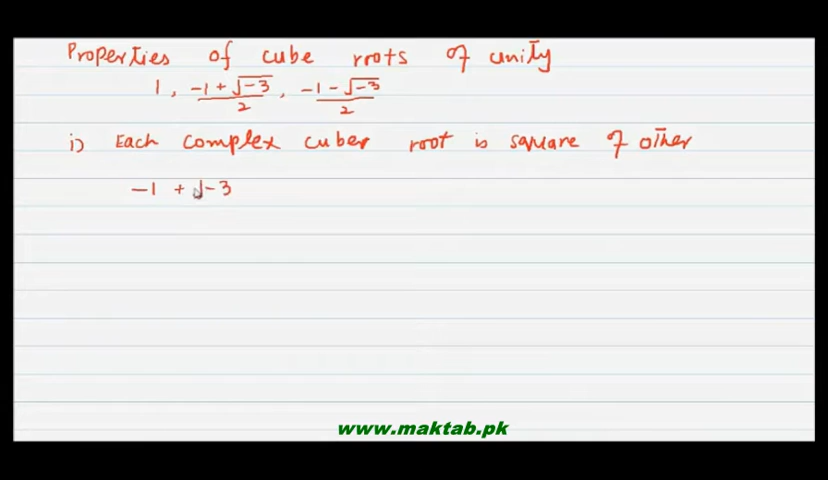 Properties of cube roots of unity
1, (-1 + √-3)/2, (-1 - √-3)/2
i) Each complex cuber root is square of other
-1 + √-3
www.maktab.pk